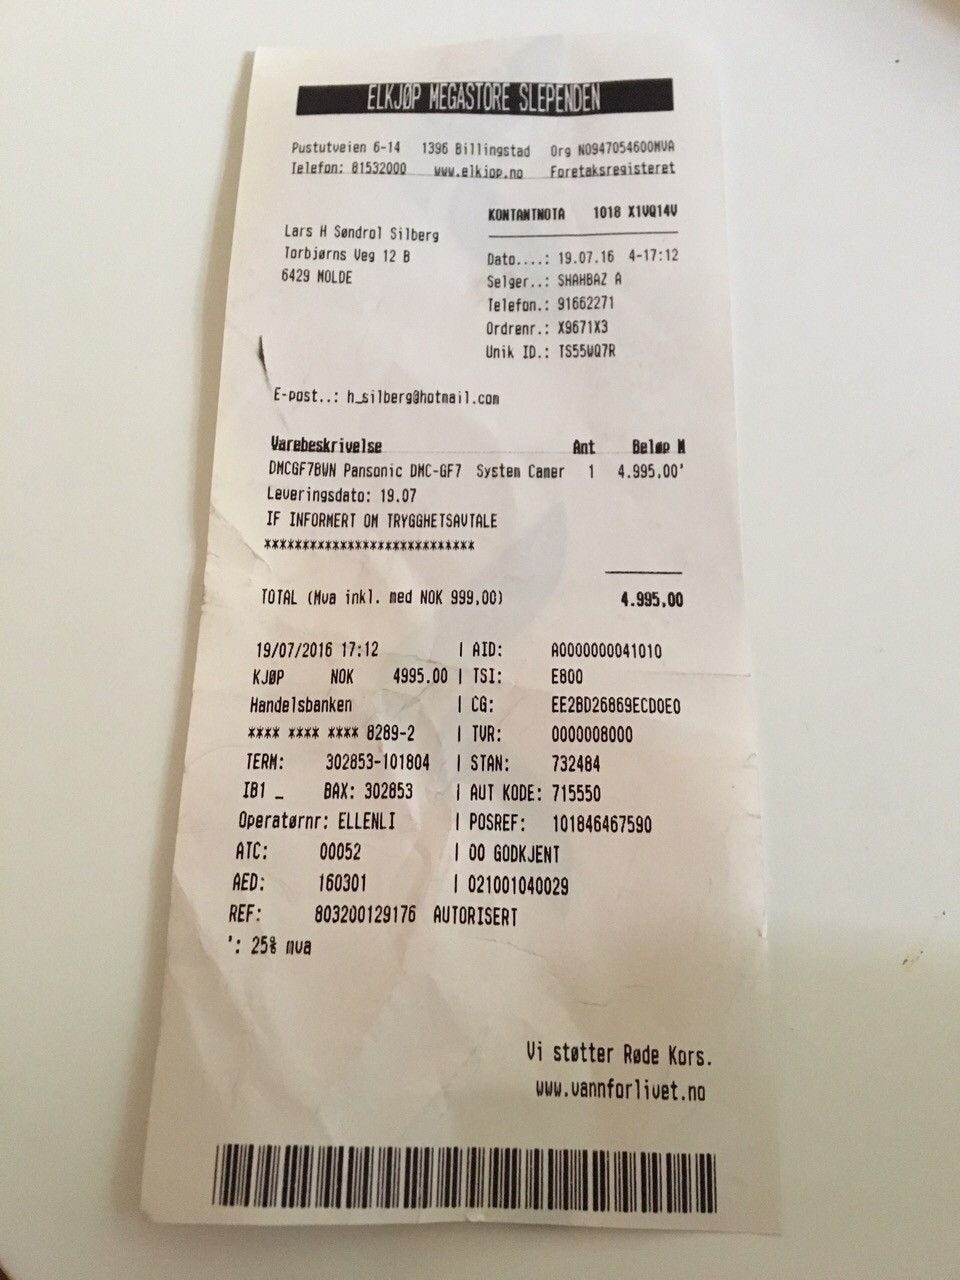 ELKJØP MEGASTORE SLEPENDEN
Pustutveien 6-14 1396 Billingstad Org NO947054600MVA
Telefon: 81532000 www.elkjop.no Foretaksregisteret
KONTANTNOTA 1018 X1VQ14V
Lars H Søndrol Silberg
Torbjørns Veg 12 B
6429 MOLDE
Dato....: 19.07.16 4-17:12
Selger..: SHAHBAZ A
Telefon.: 91662271
Ordrenr.: X9671X3
Unik ID.: TS55WQ7R
E-post..: h_silberg@hotmail.com
Varebeskrivelse Ant Beløp M
DMCGF7BWN Pansonic DMC-GF7 System Camer 1 4.995,00'
Leveringsdato: 19.07
IF INFORMERT OM TRYGGHETSAVTALE
****************************
TOTAL (Mva inkl. med NOK 999,00) 4.995,00
19/07/2016 17:12 | AID: A0000000041010
KJØP NOK 4995.00 | TSI: E800
Handelsbanken | CG: EE2BD26869ECD0E0
**** **** **** 8289-2 | TVR: 0000008000
TERM: 302853-101804 | STAN: 732484
IB1 _ BAX: 302853 | AUT KODE: 715550
Operatørnr: ELLENLI | POSREF: 101846467590
ATC: 00052 | 00 GODKJENT
AED: 160301 | 021001040029
REF: 803200129176 AUTORISERT
': 25% mva
Vi støtter Røde Kors.
www.vannforlivet.no